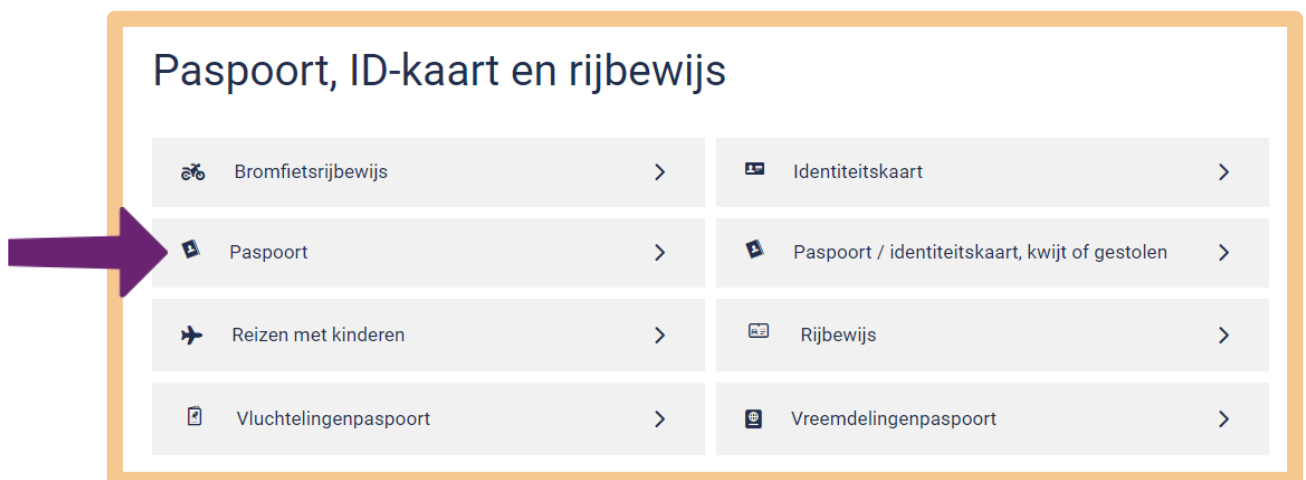 Paspoort, ID-kaart en rijbewijs
Bromfietsrijbewijs
Identiteitskaart
Paspoort
Paspoort / identiteitskaart, kwijt of gestolen
Reizen met kinderen
Rijbewijs
Vluchtelingenpaspoort
Vreemdelingenpaspoort